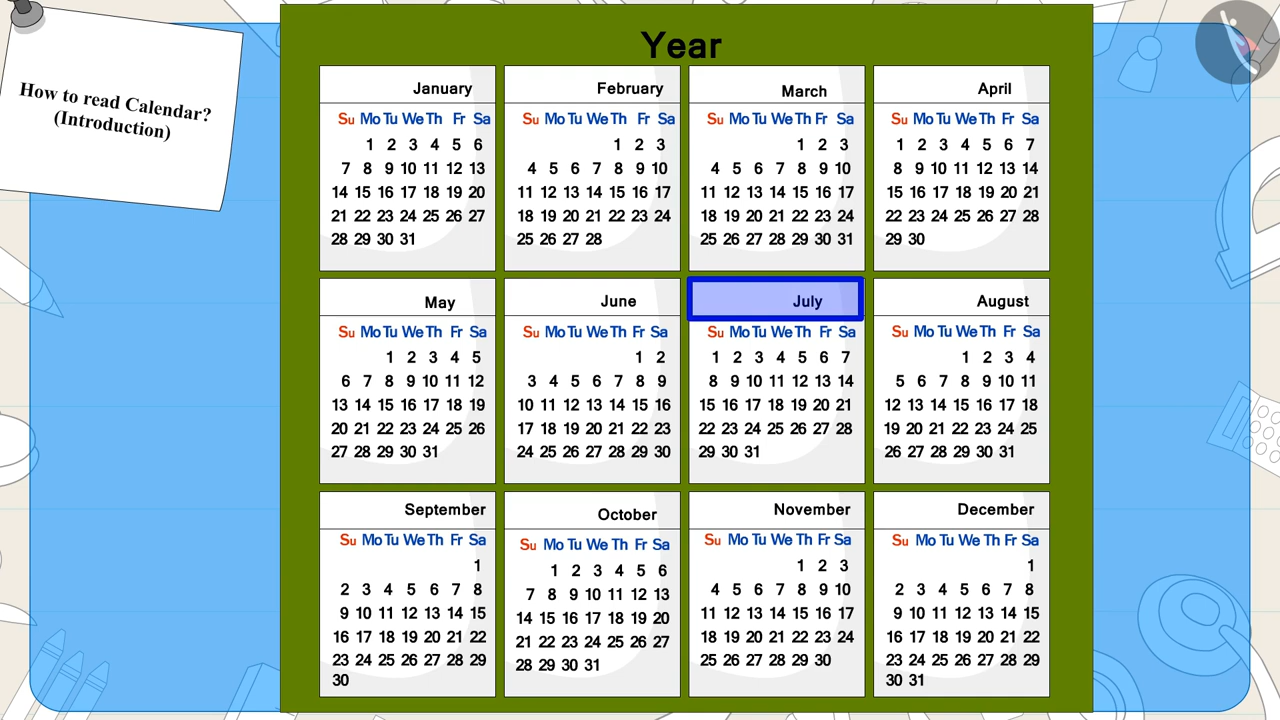 How to read Calendar?
(Introduction)
Year
January
Su Mo Tu We Th Fr Sa
1 2 3 4 5 6
7 8 9 10 11 12 13
14 15 16 17 18 19 20
21 22 23 24 25 26 27
28 29 30 31
February
Su Mo Tu We Th Fr Sa
1 2 3
4 5 6 7 8 9 10
11 12 13 14 15 16 17
18 19 20 21 22 23 24
25 26 27 28
March
Su Mo Tu We Th Fr Sa
1 2 3
4 5 6 7 8 9 10
11 12 13 14 15 16 17
18 19 20 21 22 23 24
25 26 27 28 29 30 31
April
Su Mo Tu We Th Fr Sa
1 2 3 4 5 6 7
8 9 10 11 12 13 14
15 16 17 18 19 20 21
22 23 24 25 26 27 28
29 30
May
Su Mo Tu We Th Fr Sa
1 2 3 4 5
6 7 8 9 10 11 12
13 14 15 16 17 18 19
20 21 22 23 24 25 26
27 28 29 30 31
June
Su Mo Tu We Th Fr Sa
1 2
3 4 5 6 7 8 9
10 11 12 13 14 15 16
17 18 19 20 21 22 23
24 25 26 27 28 29 30
July
Su Mo Tu We Th Fr Sa
1 2 3 4 5 6 7
8 9 10 11 12 13 14
15 16 17 18 19 20 21
22 23 24 25 26 27 28
29 30 31
August
Su Mo Tu We Th Fr Sa
1 2 3 4
5 6 7 8 9 10 11
12 13 14 15 16 17 18
19 20 21 22 23 24 25
26 27 28 29 30 31
September
Su Mo Tu We Th Fr Sa
1
2 3 4 5 6 7 8
9 10 11 12 13 14 15
16 17 18 19 20 21 22
23 24 25 26 27 28 29
30
October
Su Mo Tu We Th Fr Sa
1 2 3 4 5 6
7 8 9 10 11 12 13
14 15 16 17 18 19 20
21 22 23 24 25 26 27
28 29 30 31
November
Su Mo Tu We Th Fr Sa
1 2 3
4 5 6 7 8 9 10
11 12 13 14 15 16 17
18 19 20 21 22 23 24
25 26 27 28 29 30
December
Su Mo Tu We Th Fr Sa
1
2 3 4 5 6 7 8
9 10 11 12 13 14 15
16 17 18 19 20 21 22
23 24 25 26 27 28 29
30 31